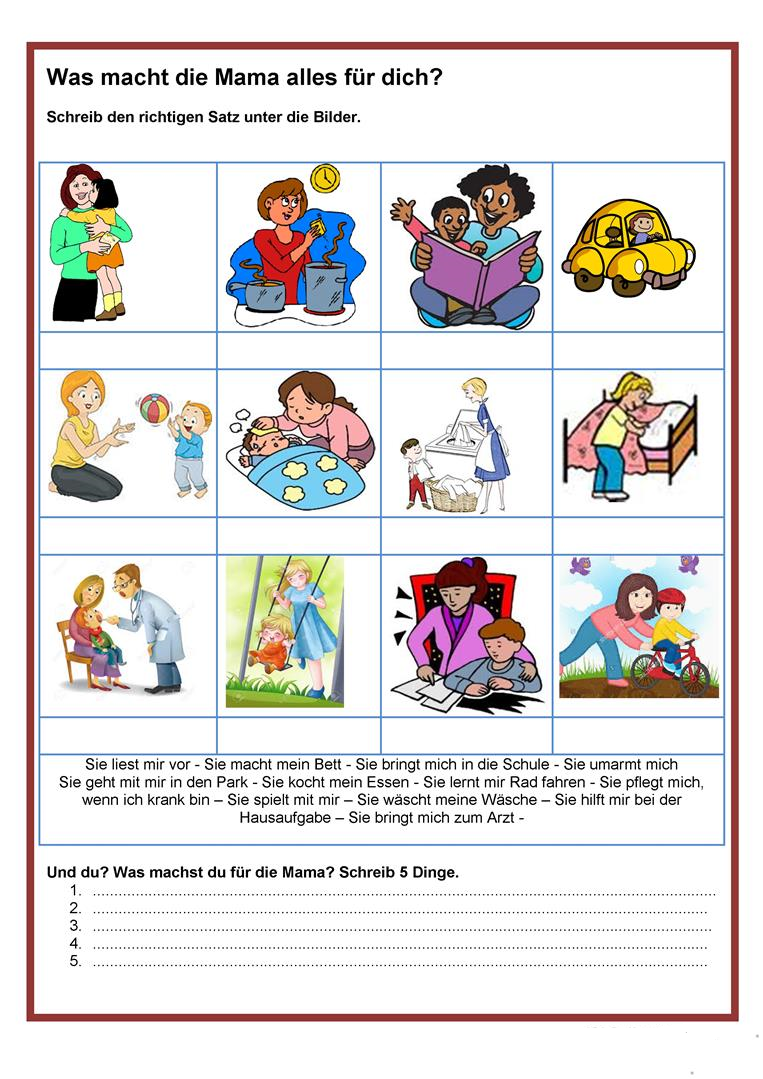 Was macht die Mama alles für dich?
Schreib den richtigen Satz unter die Bilder.
Sie liest mir vor - Sie macht mein Bett - Sie bringt mich in die Schule - Sie umarmt mich
Sie geht mit mir in den Park - Sie kocht mein Essen - Sie lernt mir Rad fahren - Sie pflegt mich,
wenn ich krank bin – Sie spielt mit mir – Sie wäscht meine Wäsche – Sie hilft mir bei der
Hausaufgabe – Sie bringt mich zum Arzt -
Und du? Was machst du für die Mama? Schreib 5 Dinge.
1. ........................................................................
2. ........................................................................
3. ........................................................................
4. ........................................................................
5. ........................................................................